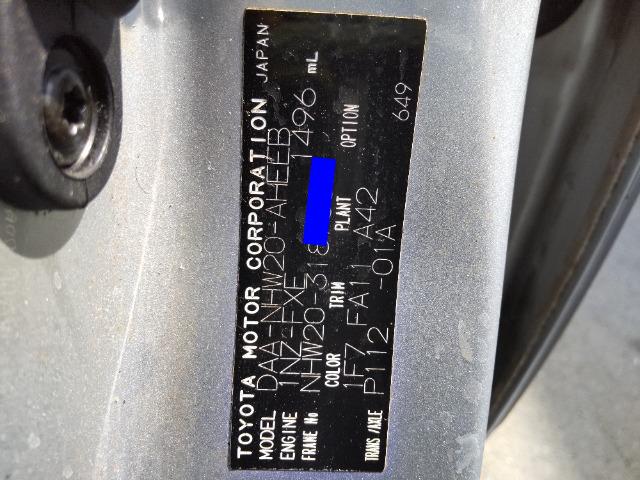 TOYOTA MOTOR CORPORATION JAPAN
MODEL DAA-NHW20-AHEEB
ENGINE 1NZ-FXE 1496 mL
FRAME No NHW20-318
COLOR TRIM PLANT OPTION
1F7 FA11 A42
TRANS/AXLE P112 -01A 649